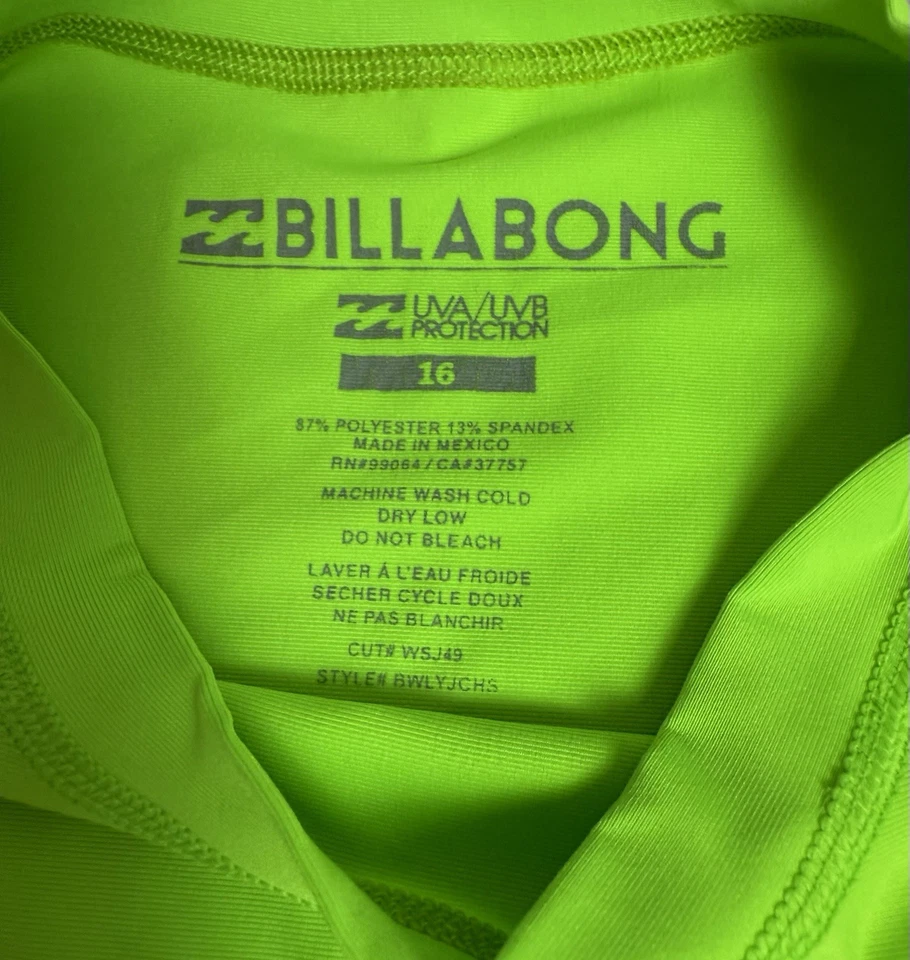 BILLABONG
UVA/UVB
PROTECTION
16
87% POLYESTER 13% SPANDEX
MADE IN MEXICO
RN#99064 / CA#37757
MACHINE WASH COLD
DRY LOW
DO NOT BLEACH
LAVER Á L'EAU FROIDE
SECHER CYCLE DOUX
NE PAS BLANCHIR
CUT# WSJ49
STYLE# BWLYJCHS